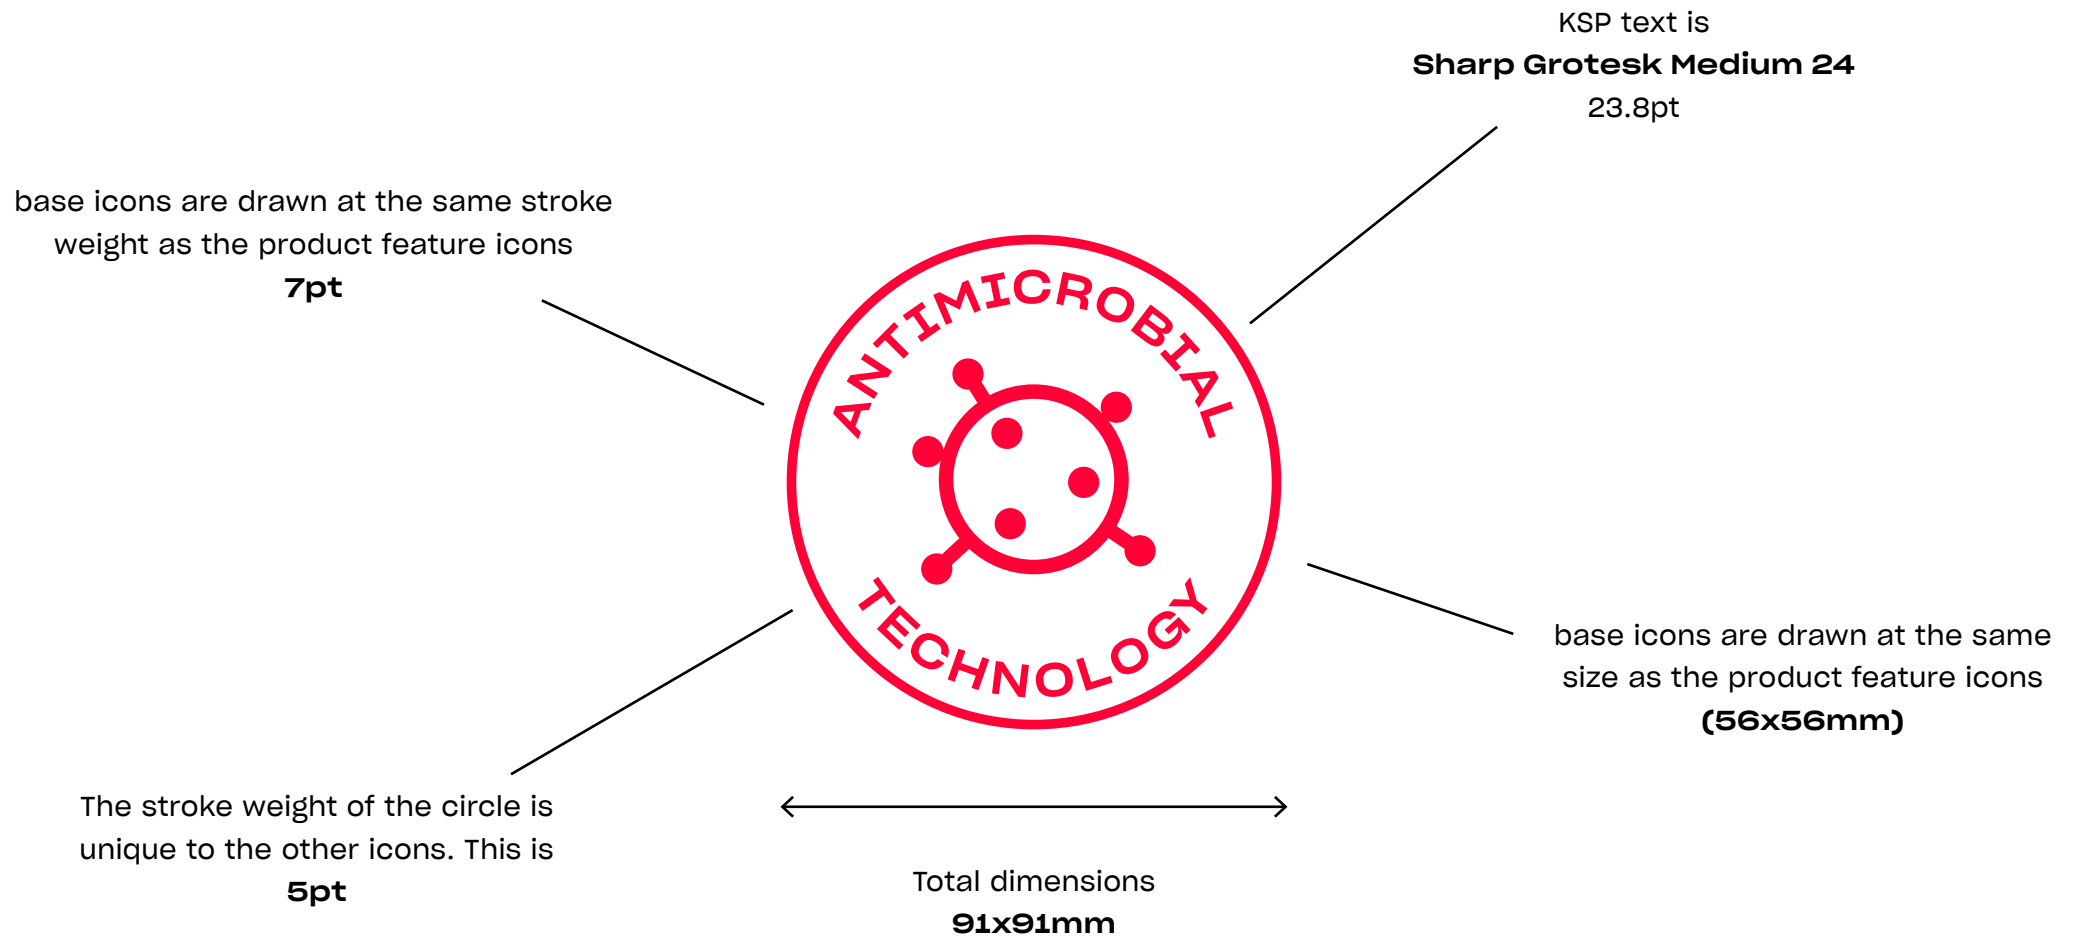 KSP text is
Sharp Grotesk Medium 24
23.8pt
base icons are drawn at the same stroke
weight as the product feature icons
7pt
ANTIMICROBIAL
TECHNOLOGY
base icons are drawn at the same
size as the product feature icons
(56x56mm)
The stroke weight of the circle is
unique to the other icons. This is
5pt
Total dimensions
91x91mm